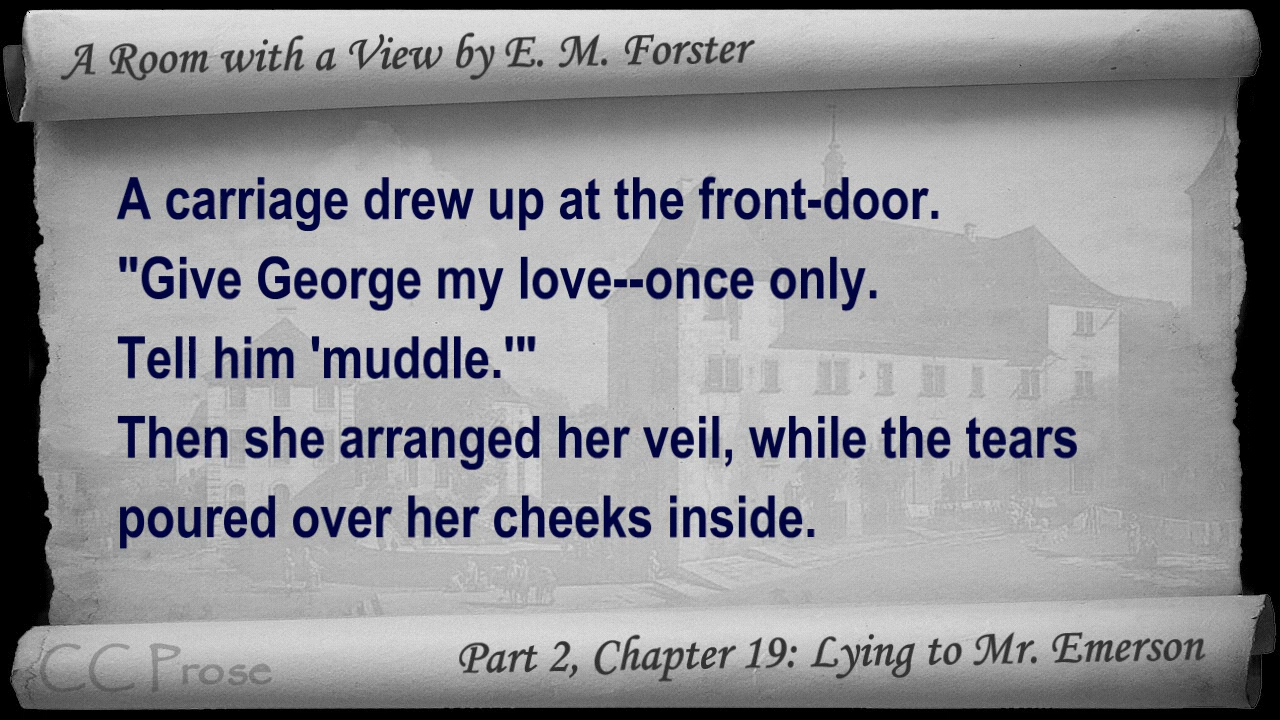 A Room with a View by E. M. Forster
A carriage drew up at the front-door.
"Give George my love--once only.
Tell him 'muddle.'"
Then she arranged her veil, while the tears
poured over her cheeks inside.
CC Prose
Part 2, Chapter 19: Lying to Mr. Emerson